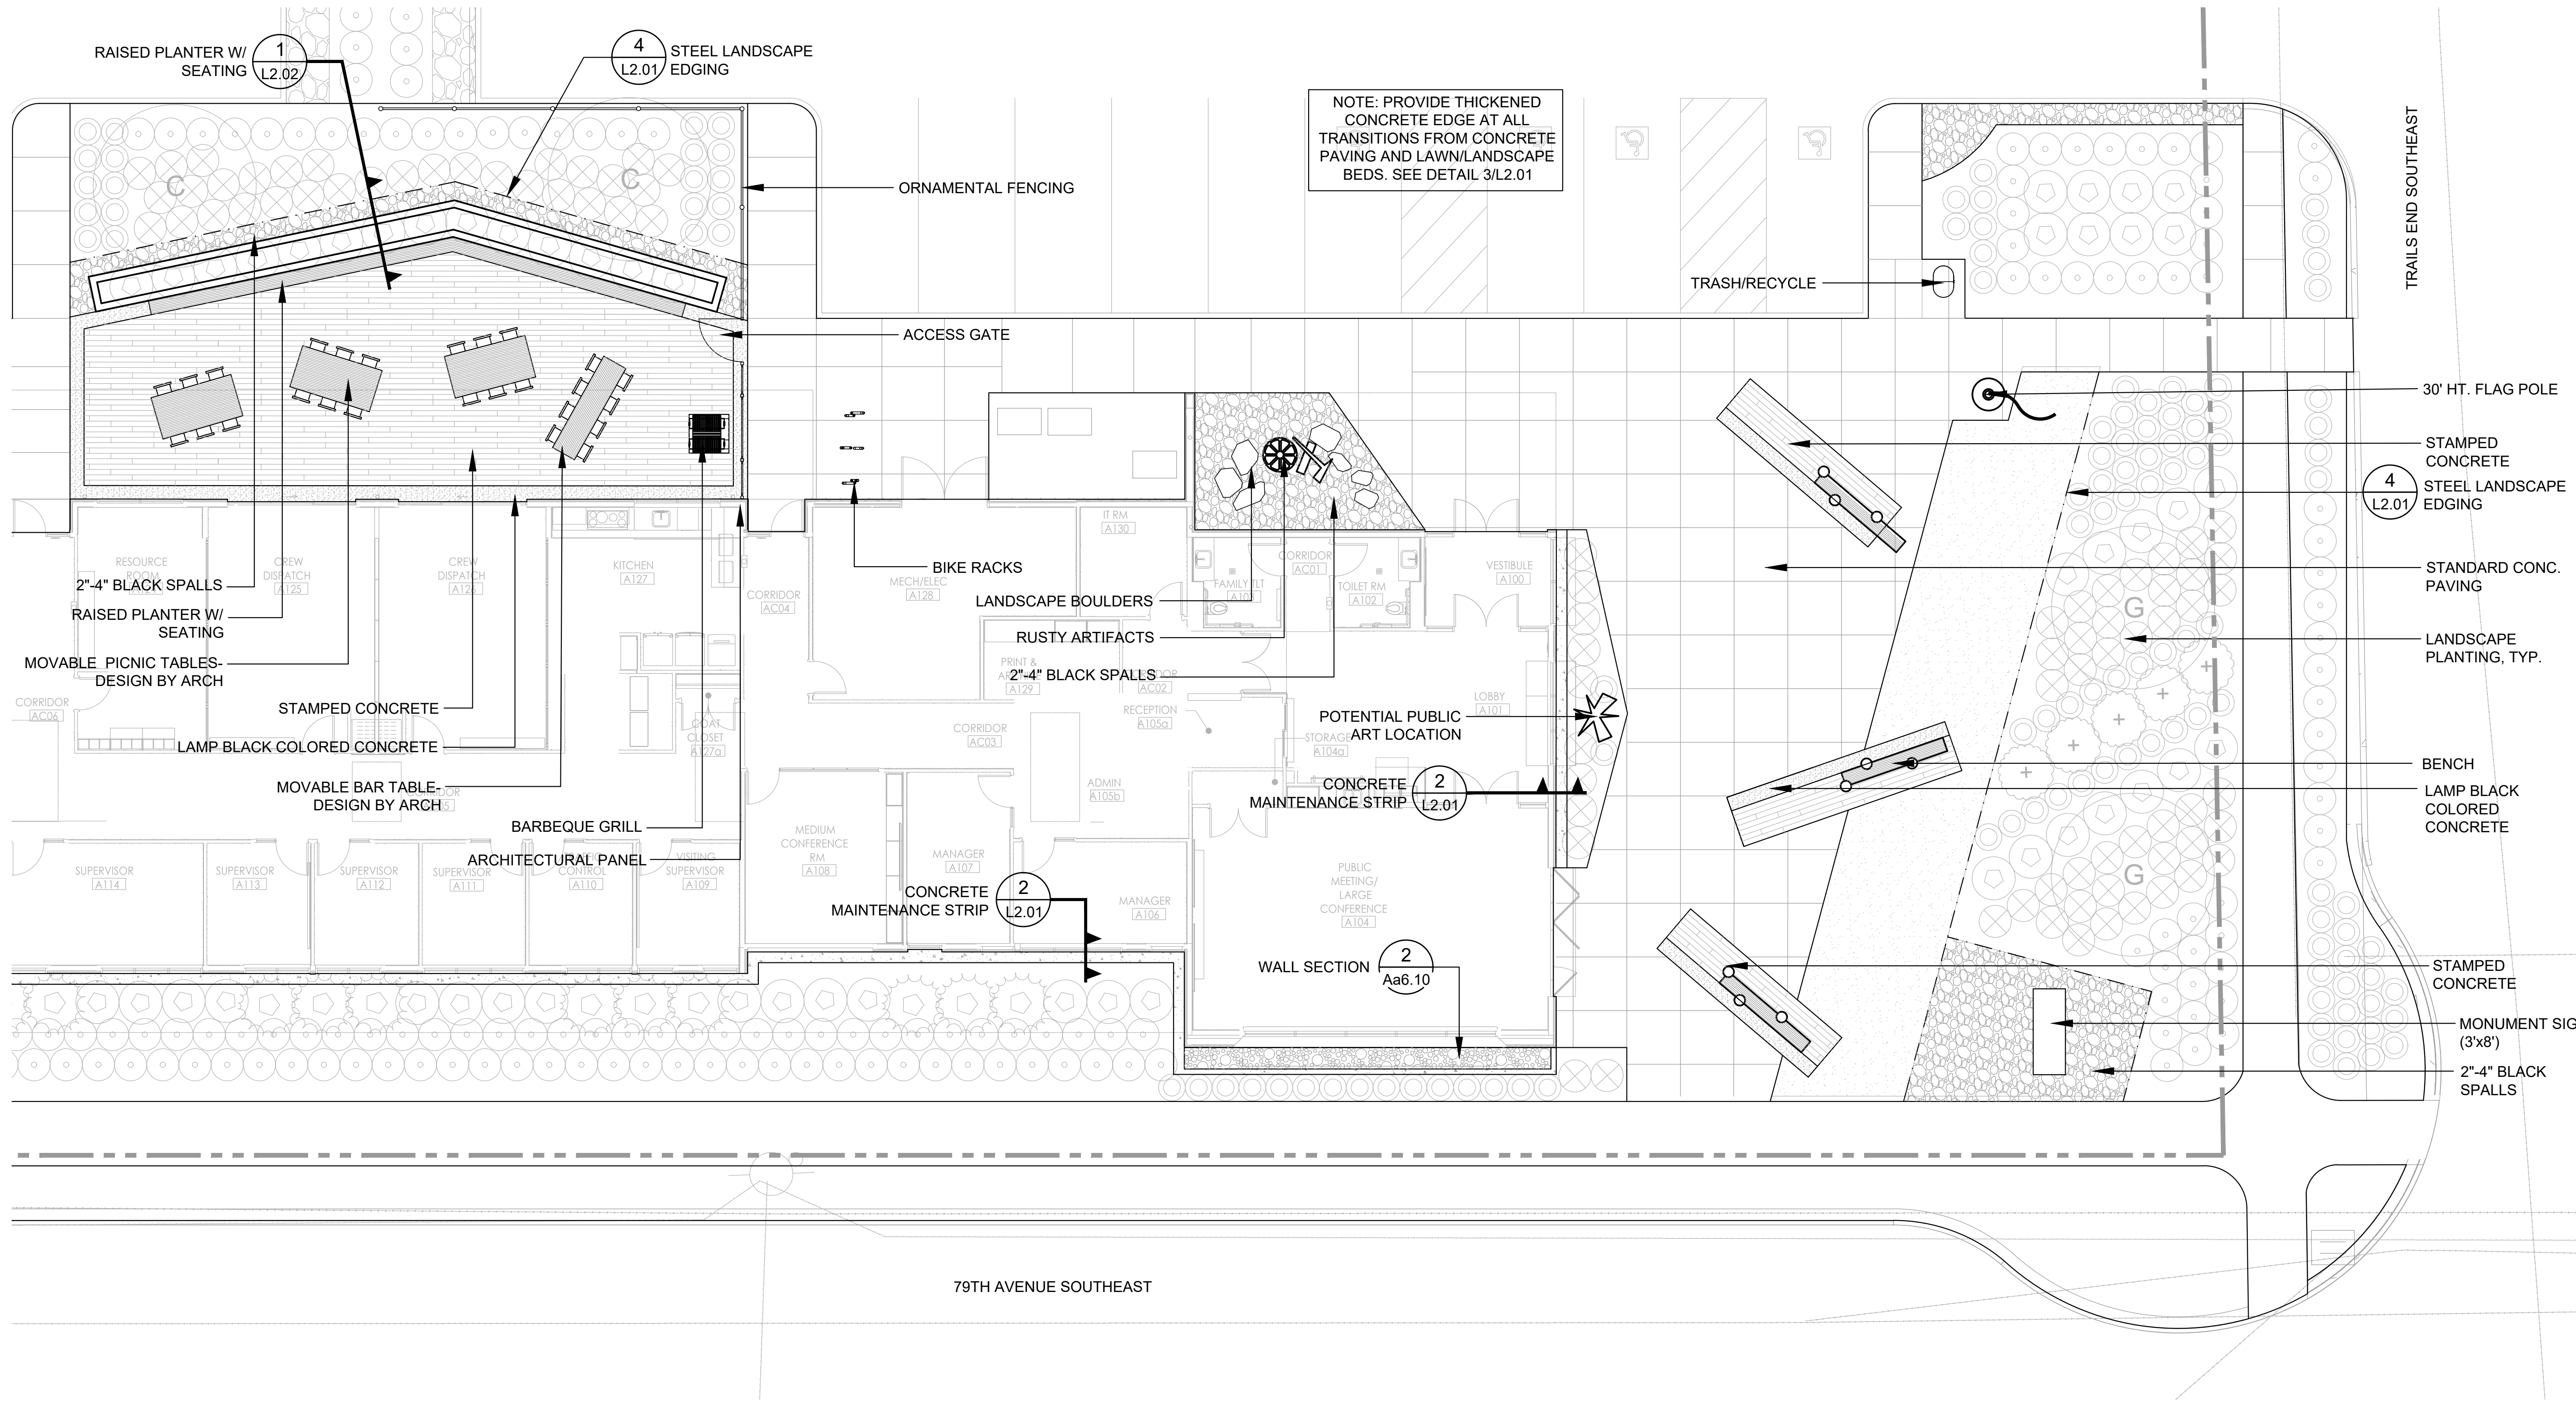 RAISED PLANTER W/
SEATING
1
L2.02
4
L2.01
STEEL LANDSCAPE
EDGING
NOTE: PROVIDE THICKENED
CONCRETE EDGE AT ALL
TRANSITIONS FROM CONCRETE
PAVING AND LAWN/LANDSCAPE
BEDS. SEE DETAIL 3/L2.01
TRAILS END SOUTHEAST
C
C
ORNAMENTAL FENCING
TRASH/RECYCLE
ACCESS GATE
30' HT. FLAG POLE
STAMPED
CONCRETE
4
L2.01
STEEL LANDSCAPE
EDGING
STANDARD CONC.
PAVING
G
LANDSCAPE
PLANTING, TYP.
BENCH
LAMP BLACK
COLORED
CONCRETE
G
STAMPED
CONCRETE
MONUMENT SIG
(3'x8')
2"-4" BLACK
SPALLS
RESOURCE
ROOM
CREW
DISPATCH
A125
CREW
DISPATCH
A126
KITCHEN
A127
CORRIDOR
AC04
MECH/ELEC
A128
IT RM
A130
FAMILY TLT
CORRIDOR
AC01
TOILET RM
A102
VESTIBULE
A100
2"-4" BLACK SPALLS
RAISED PLANTER W/
SEATING
MOVABLE PICNIC TABLES-
DESIGN BY ARCH
CORRIDOR
AC06
STAMPED CONCRETE
LAMP BLACK COLORED CONCRETE
MOVABLE BAR TABLE-
DESIGN BY ARCH
BARBEQUE GRILL
ARCHITECTURAL PANEL
COAT
CLOSET
A127a
BIKE RACKS
LANDSCAPE BOULDERS
RUSTY ARTIFACTS
2"-4" BLACK SPALLS
PRINT &
A129
AC02
RECEPTION
A105a
CORRIDOR
AC03
ADMIN
A105b
LOBBY
A101
POTENTIAL PUBLIC
ART LOCATION
STORAGE
A104a
CONCRETE
MAINTENANCE STRIP
2
L2.01
SUPERVISOR
A114
SUPERVISOR
A113
SUPERVISOR
A112
SUPERVISOR
A111
CONTROL
A110
VISITING
SUPERVISOR
A109
MEDIUM
CONFERENCE
RM
A108
MANAGER
A107
MANAGER
A106
CONCRETE
MAINTENANCE STRIP
2
L2.01
PUBLIC
MEETING/
LARGE
CONFERENCE
A104
WALL SECTION
2
Aa6.10
79TH AVENUE SOUTHEAST